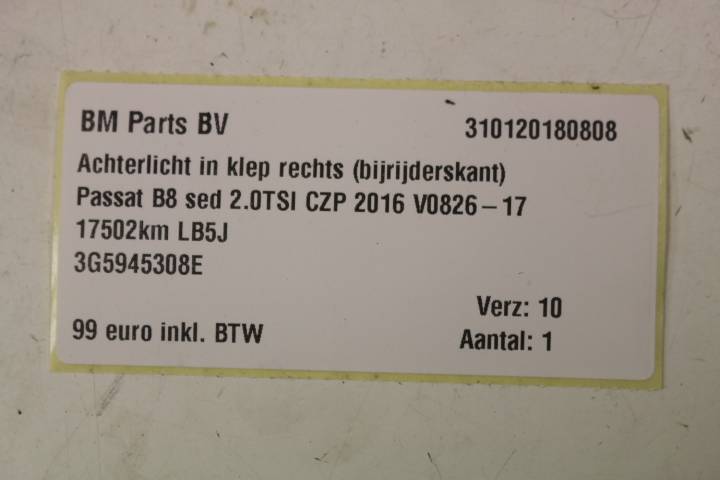 BM Parts BV 310120180808
Achterlicht in klep rechts (bijrijderskant)
Passat B8 sed 2.0TSI CZP 2016 V0826-17
17502km LB5J
3G5945308E
Verz: 10
99 euro inkl. BTW Aantal: 1